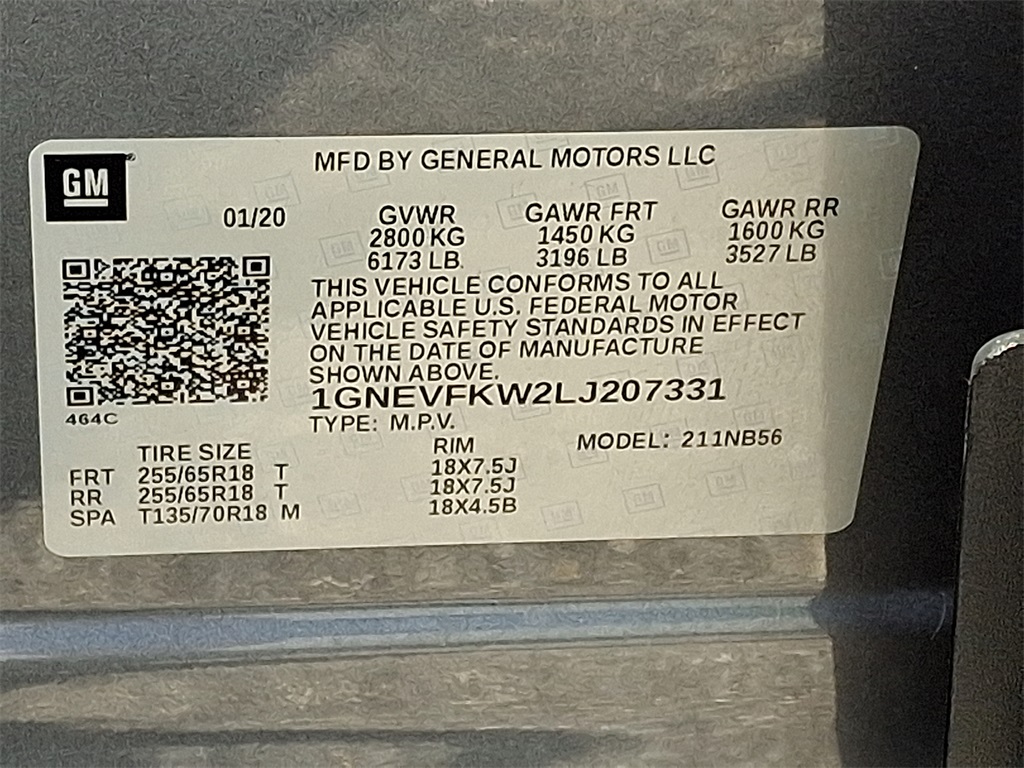 GM
MFD BY GENERAL MOTORS LLC
01/20 GVWR GAWR FRT GAWR RR
2800 KG 1450 KG 1600 KG
6173 LB 3196 LB 3527 LB
THIS VEHICLE CONFORMS TO ALL
APPLICABLE U.S. FEDERAL MOTOR
VEHICLE SAFETY STANDARDS IN EFFECT
ON THE DATE OF MANUFACTURE
SHOWN ABOVE.
1GNEVFKW2LJ207331
464C
TYPE: M.P.V.
TIRE SIZE RIM MODEL: 211NB56
FRT 255/65R18 T 18X7.5J
RR 255/65R18 T 18X7.5J
SPA T135/70R18 M 18X4.5B